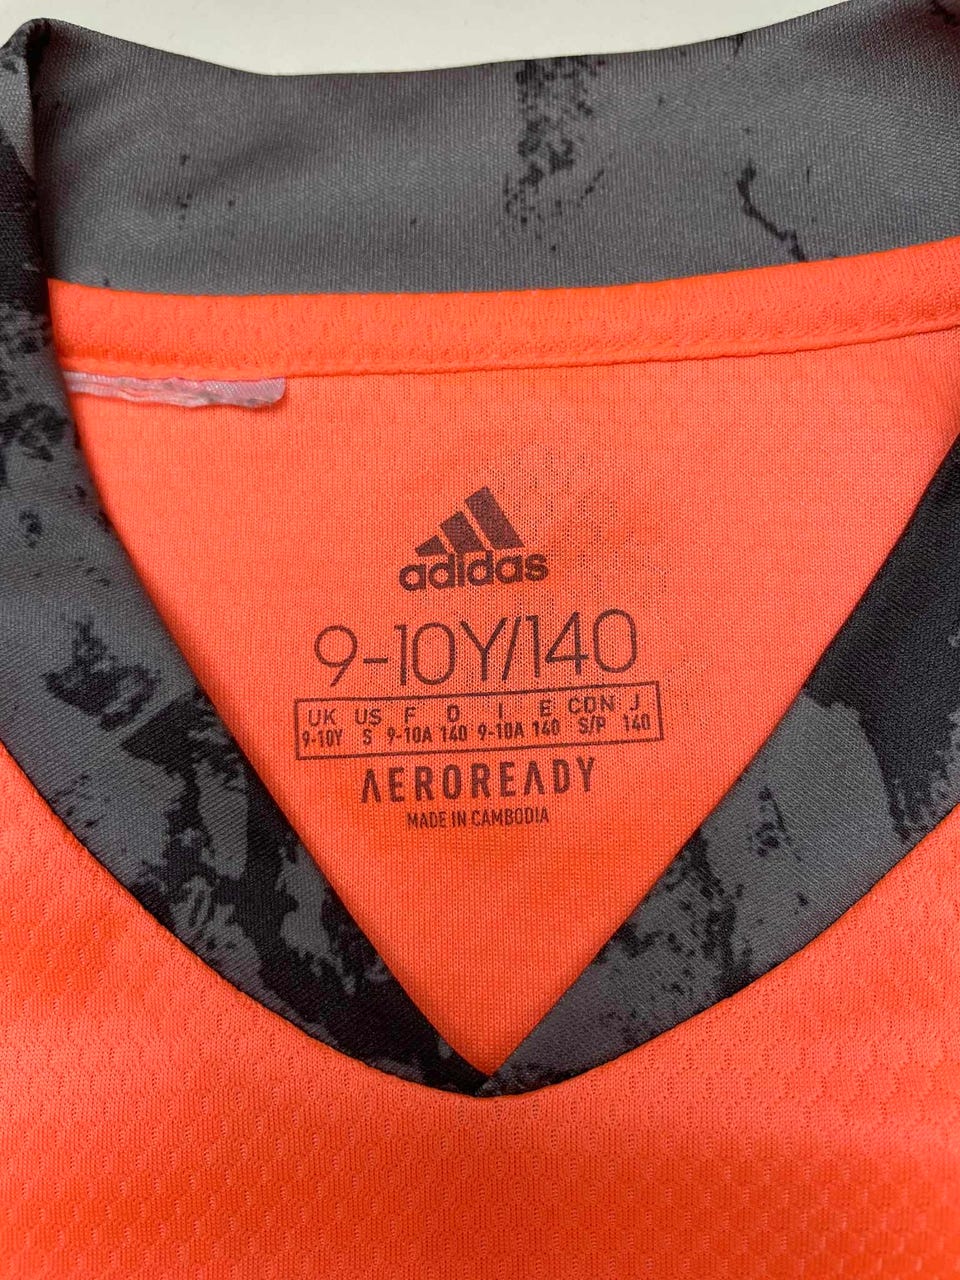 adidas
9-10Y/140
UK US F D I E CDN J
9-10Y S 9-10A 140 9-10A 140 S/P 140
AEROREADY
MADE IN CAMBODIA